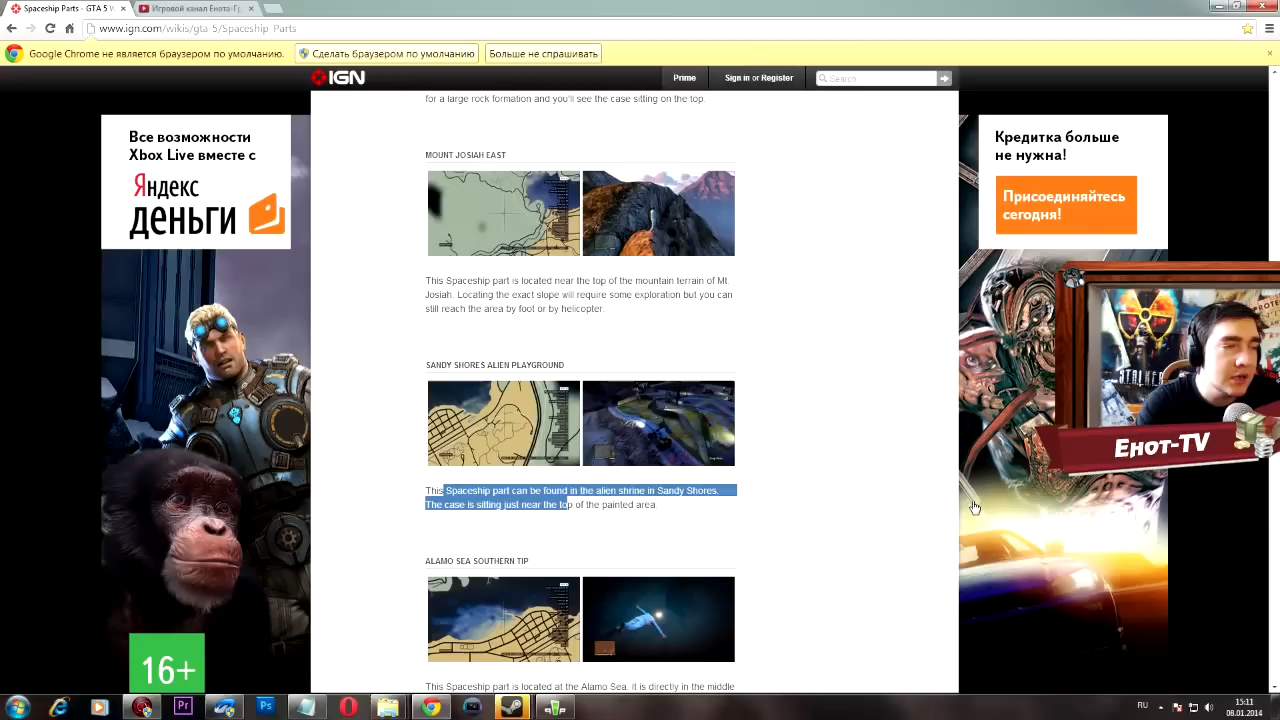 Spaceship Parts - GTA 5 W
Игровой канал Енота-Гр
www.ign.com/wikis/gta-5/Spaceship_Parts
Google Chrome не является браузером по умолчанию.
Сделать браузером по умолчанию
Больше не спрашивать
IGN
Prime
Sign in or Register
Search
for a large rock formation and you'll see the case sitting on the top.
Все возможности
Xbox Live вместе с
Яндекс
деньги
Кредитка больше
не нужна!
Присоединяйтесь
сегодня!
MOUNT JOSIAH EAST
This Spaceship part is located near the top of the mountain terrain of Mt.
Josiah. Locating the exact slope will require some exploration but you can
still reach the area by foot or by helicopter.
SANDY SHORES ALIEN PLAYGROUND
This Spaceship part can be found in the alien shrine in Sandy Shores.
The case is sitting just near the top of the painted area.
ALAMO SEA SOUTHERN TIP
This Spaceship part is located at the Alamo Sea. It is directly in the middle
S.T.A.L.K.E.R.
Енот-TV
16+
Pr
Ps
RU
15:11
08.01.2014